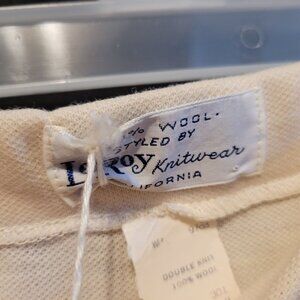 % WOOL.
STYLED BY
LeRoy Knitwear
CALIFORNIA
DOUBLE KNIT
100% WOOL